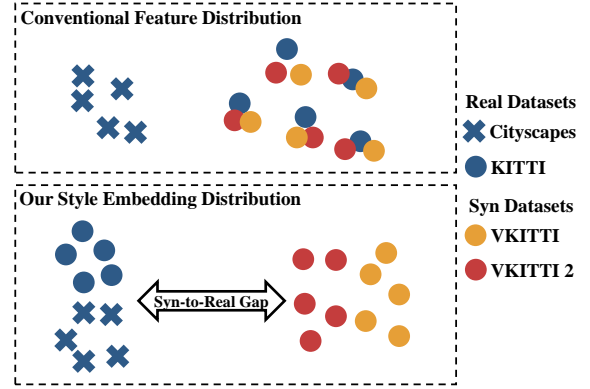 Conventional Feature Distribution
Real Datasets
Cityscapes
KITTI
Syn Datasets
VKITTI
VKITTI 2
Our Style Embedding Distribution
Syn-to-Real Gap